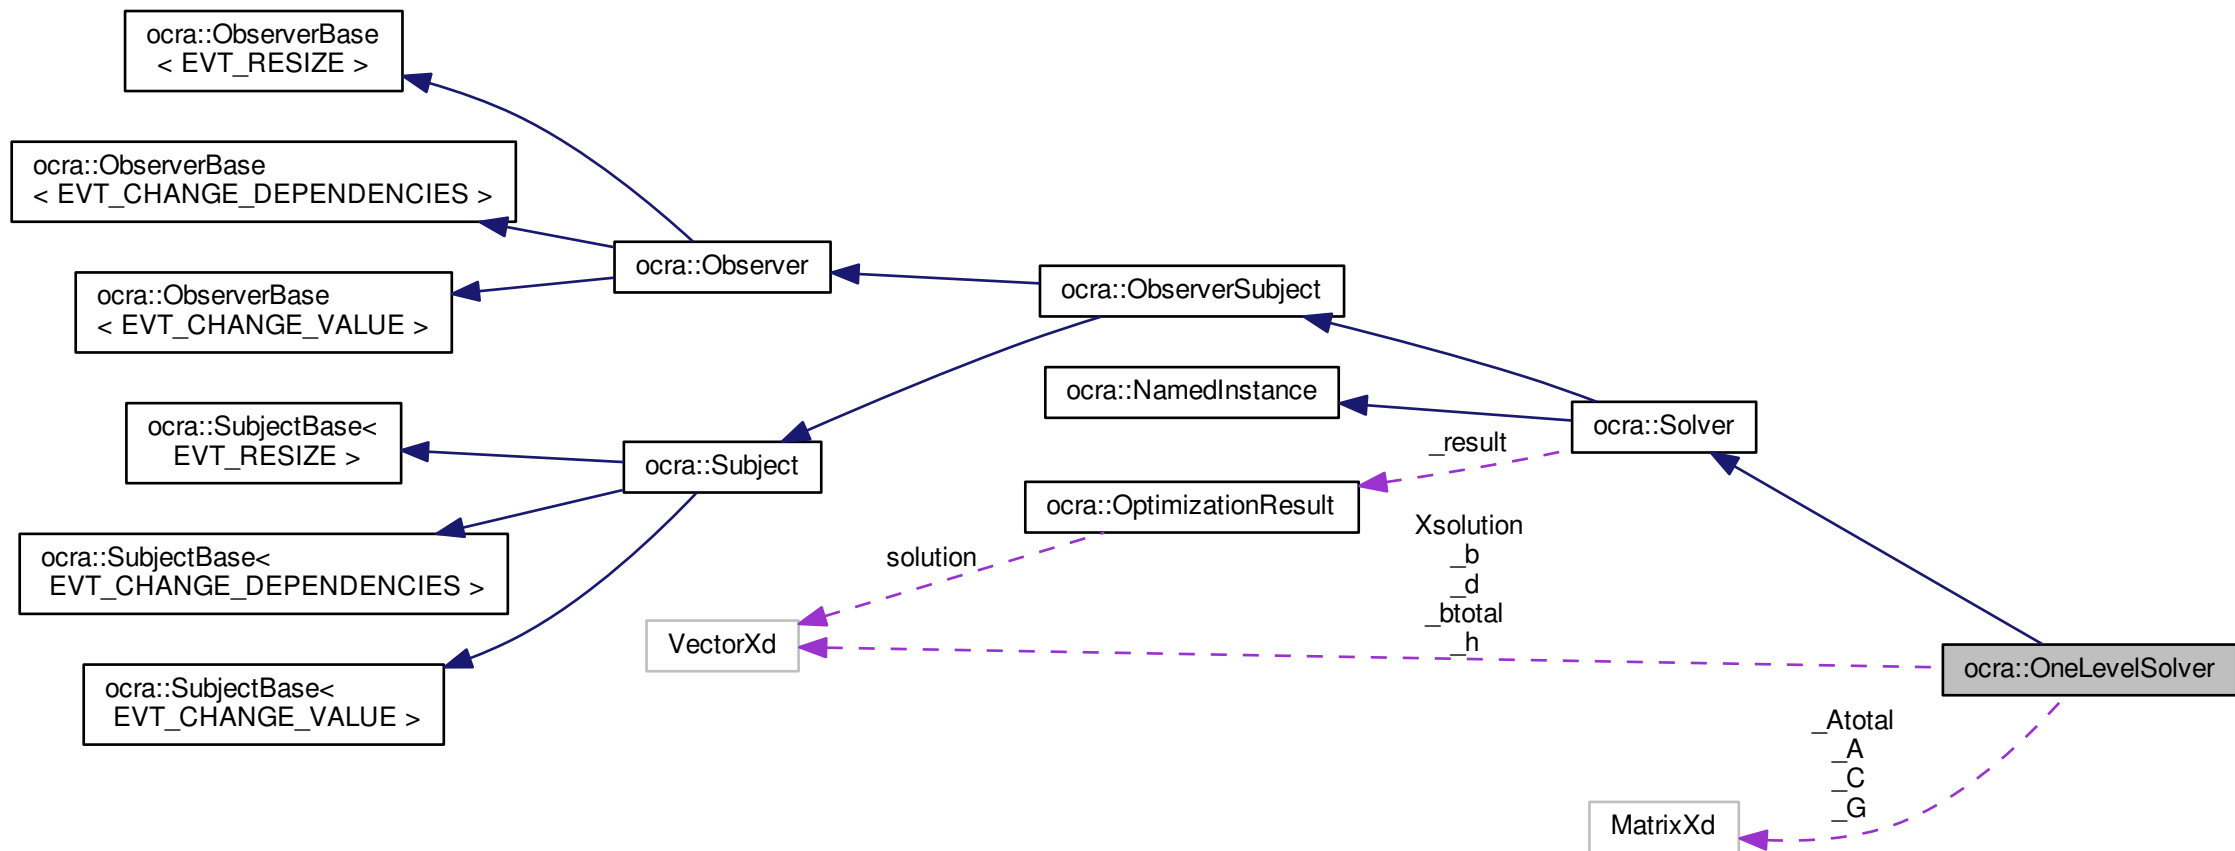 ocra::ObserverBase
< EVT_RESIZE >
ocra::ObserverBase
< EVT_CHANGE_DEPENDENCIES >
ocra::Observer
ocra::ObserverBase
< EVT_CHANGE_VALUE >
ocra::ObserverSubject
ocra::NamedInstance
ocra::SubjectBase<
EVT_RESIZE >
ocra::Solver
ocra::Subject
_result
ocra::OptimizationResult
ocra::SubjectBase<
EVT_CHANGE_DEPENDENCIES >
solution
Xsolution
_b
_d
_btotal
_h
VectorXd
ocra::OneLevelSolver
ocra::SubjectBase<
EVT_CHANGE_VALUE >
_Atotal
_A
_C
_G
MatrixXd